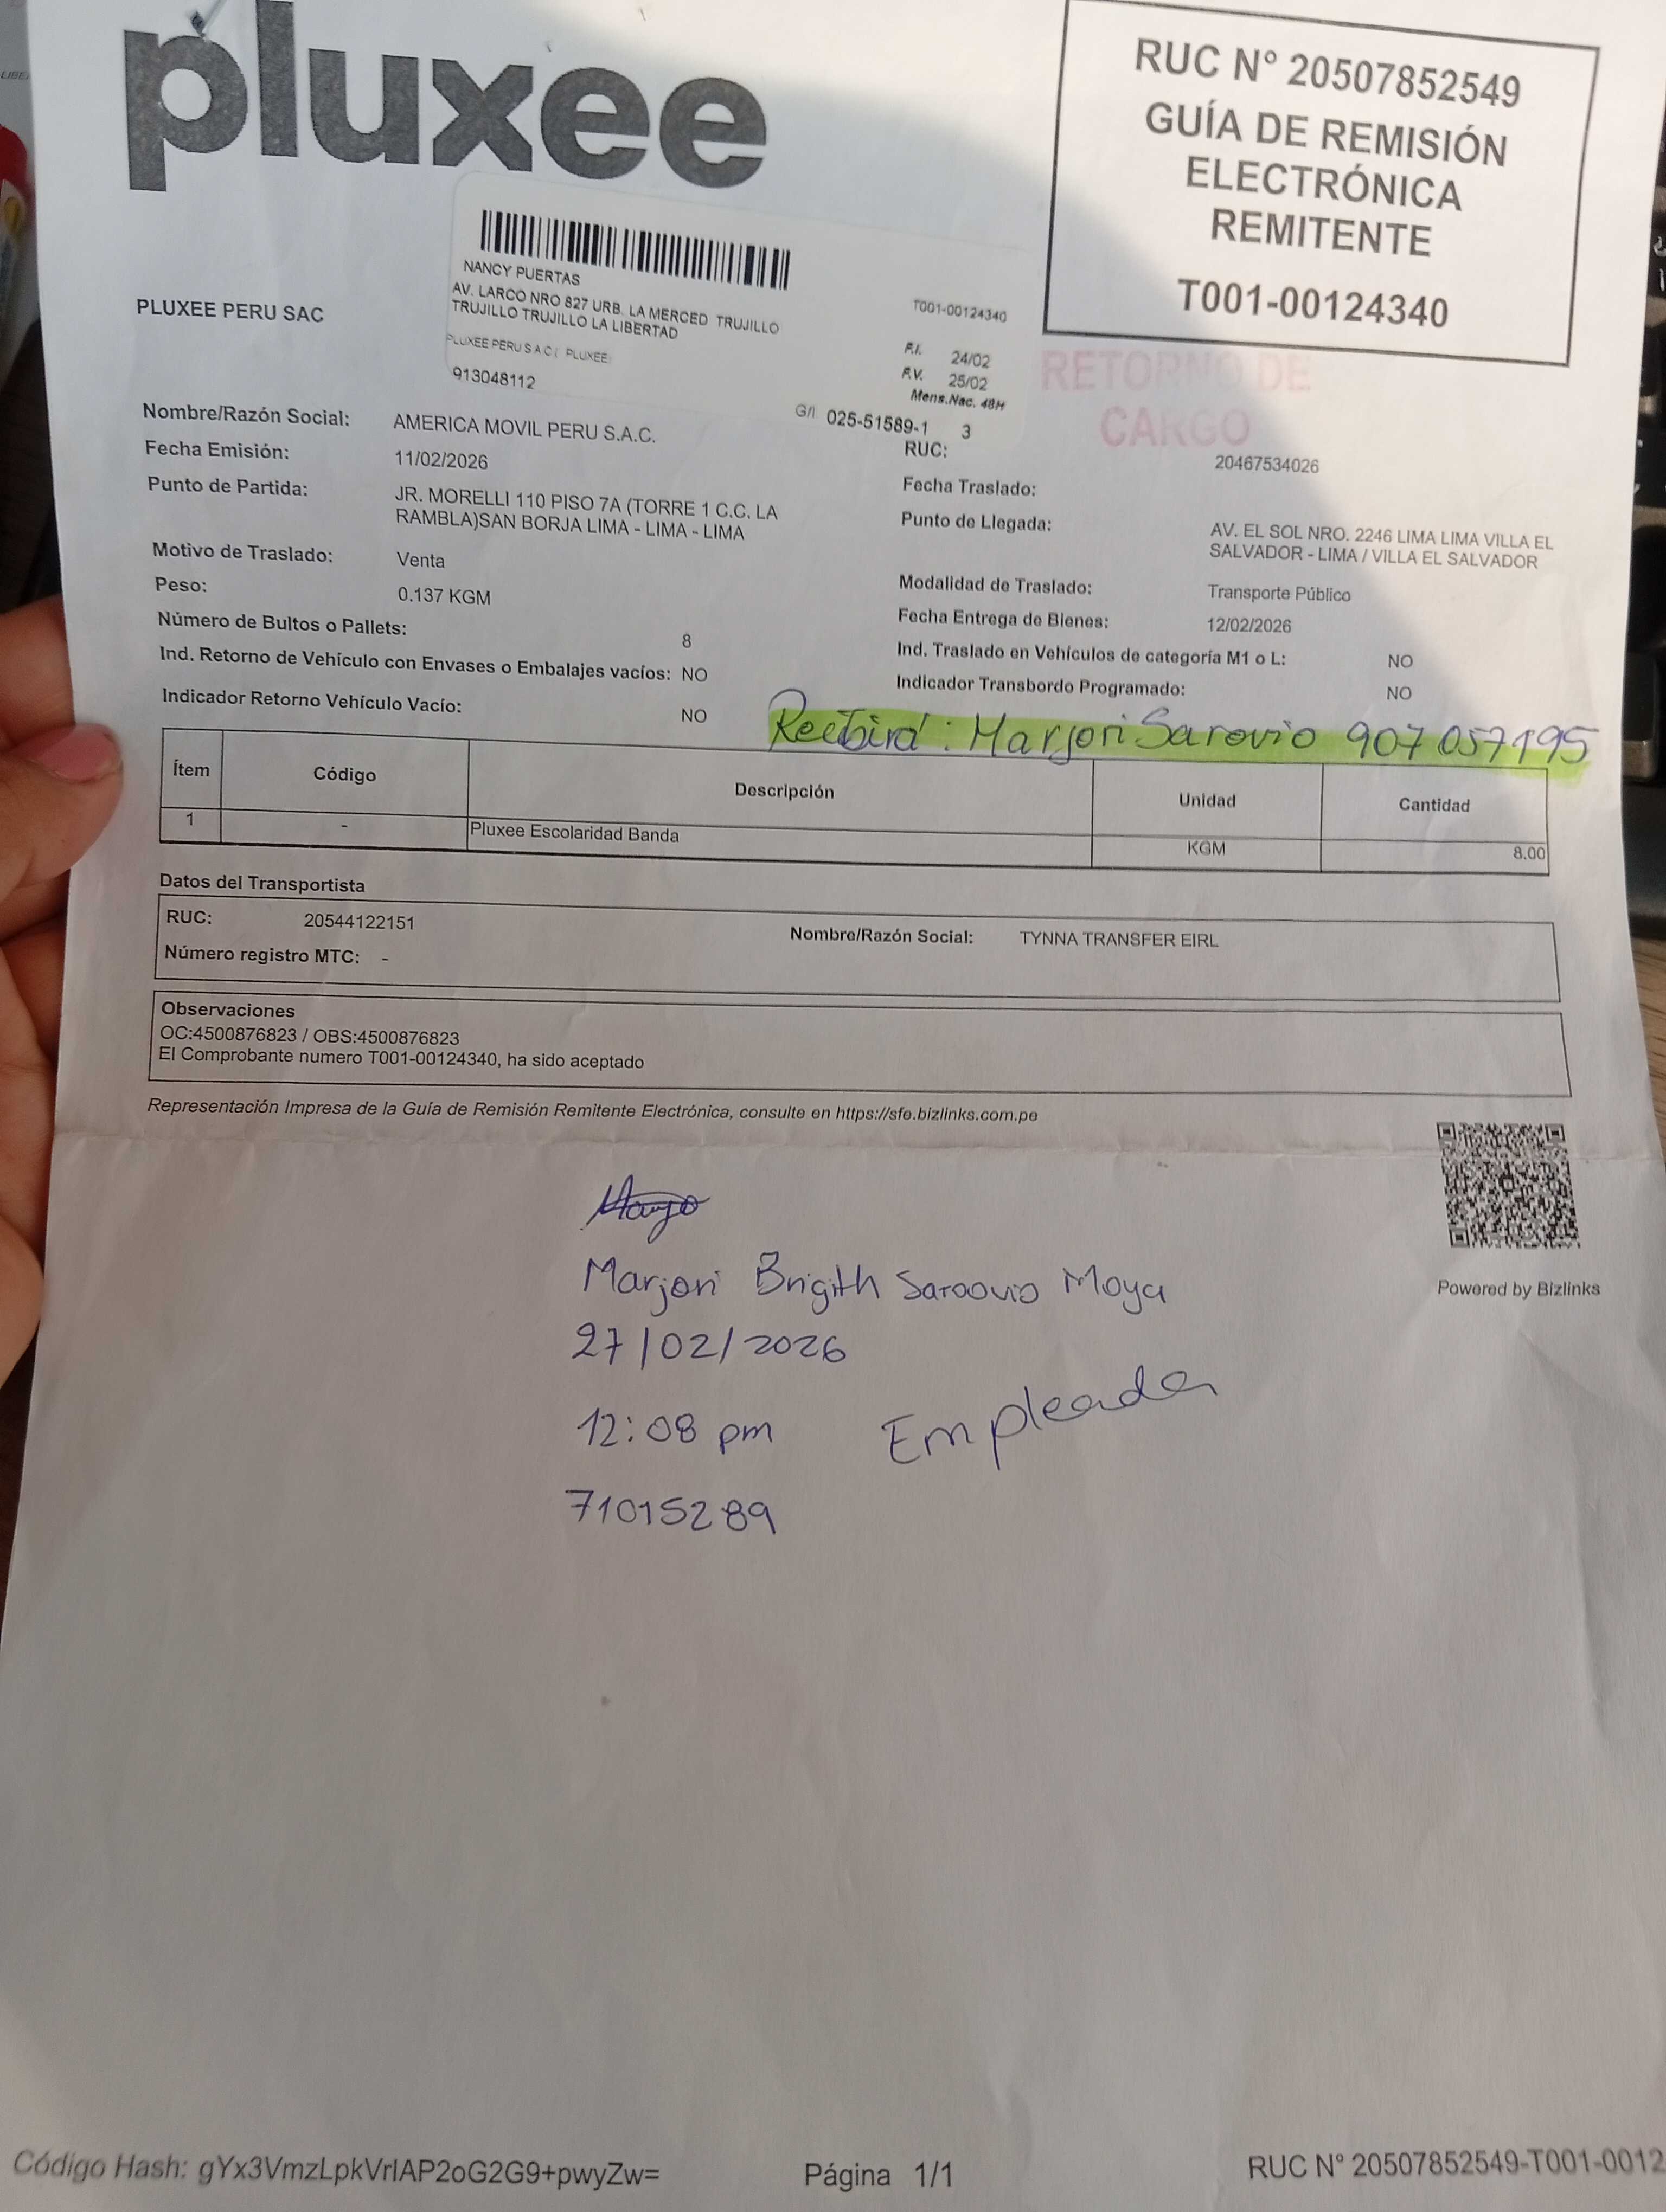 pluxee
RUC N° 20507852549
GUÍA DE REMISIÓN
ELECTRÓNICA
REMITENTE
T001-00124340
NANCY PUERTAS
AV. LARCO NRO 827 URB. LA MERCED TRUJILLO
TRUJILLO TRUJILLO LA LIBERTAD
PLUXEE PERU S A C ( PLUXEE
913048112
T001-00124340
F.I. 24/02
F.V. 25/02
Mens.Nac. 48H
G/I 025-51589-1 3
RETORNO DE
CARGO
PLUXEE PERU SAC
Nombre/Razón Social: AMERICA MOVIL PERU S.A.C.
RUC: 20467534026
Fecha Emisión: 11/02/2026
Fecha Traslado:
Punto de Partida: JR. MORELLI 110 PISO 7A (TORRE 1 C.C. LA
RAMBLA)SAN BORJA LIMA - LIMA - LIMA
Punto de Llegada: AV. EL SOL NRO. 2246 LIMA LIMA VILLA EL
SALVADOR - LIMA / VILLA EL SALVADOR
Motivo de Traslado: Venta
Modalidad de Traslado: Transporte Público
Peso: 0.137 KGM
Fecha Entrega de Bienes: 12/02/2026
Número de Bultos o Pallets: 8
Ind. Traslado en Vehículos de categoría M1 o L: NO
Ind. Retorno de Vehículo con Envases o Embalajes vacíos: NO
Indicador Transbordo Programado: NO
Indicador Retorno Vehículo Vacío: NO
Recibirá: Marjori Sarovio 907 057195
Ítem Código Descripción Unidad Cantidad
1 - Pluxee Escolaridad Banda KGM 8.00
Datos del Transportista
RUC: 20544122151 Nombre/Razón Social: TYNNA TRANSFER EIRL
Número registro MTC: -
Observaciones
OC:4500876823 / OBS:4500876823
El Comprobante numero T001-00124340, ha sido aceptado
Representación Impresa de la Guía de Remisión Remitente Electrónica, consulte en https://sfe.bizlinks.com.pe
Powered by Bizlinks
Marjori Brigith Saroovio Moya
27/02/2026
12:08 pm Empleada
71015289
Código Hash: gYx3VmzLpkVrIAP2oG2G9+pwyZw=
Página 1/1
RUC N° 20507852549-T001-0012